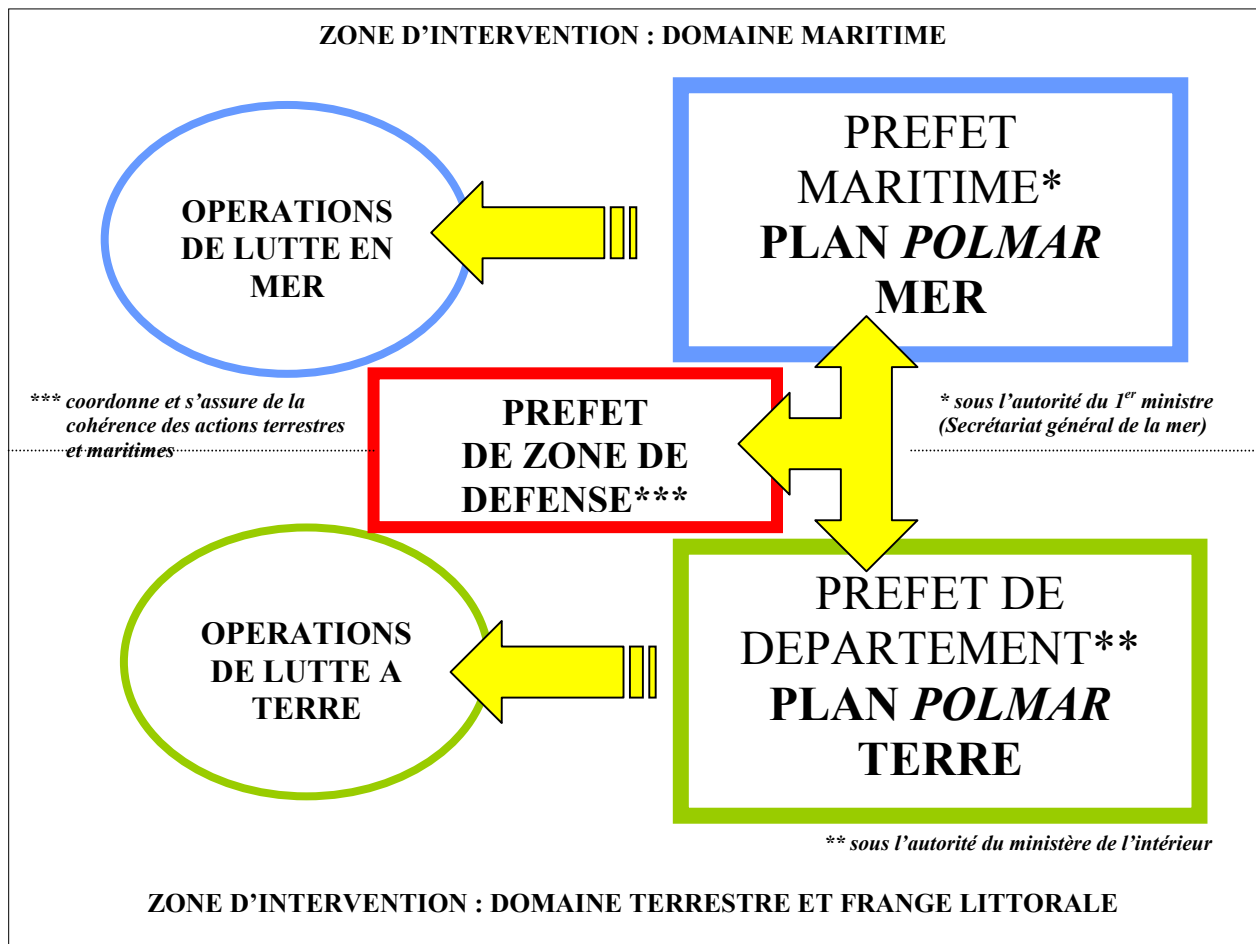 ZONE D'INTERVENTION : DOMAINE MARITIME
OPERATIONS
DE LUTTE EN
MER
PREFET
MARITIME*
PLAN POLMAR
MER
*** coordonne et s'assure de la
cohérence des actions terrestres
et maritimes
PREFET
DE ZONE DE
DEFENSE***
* sous l'autorité du 1er ministre
(Secrétariat général de la mer)
OPERATIONS
DE LUTTE A
TERRE
PREFET DE
DEPARTEMENT**
PLAN POLMAR
TERRE
** sous l'autorité du ministère de l'intérieur
ZONE D'INTERVENTION : DOMAINE TERRESTRE ET FRANGE LITTORALE